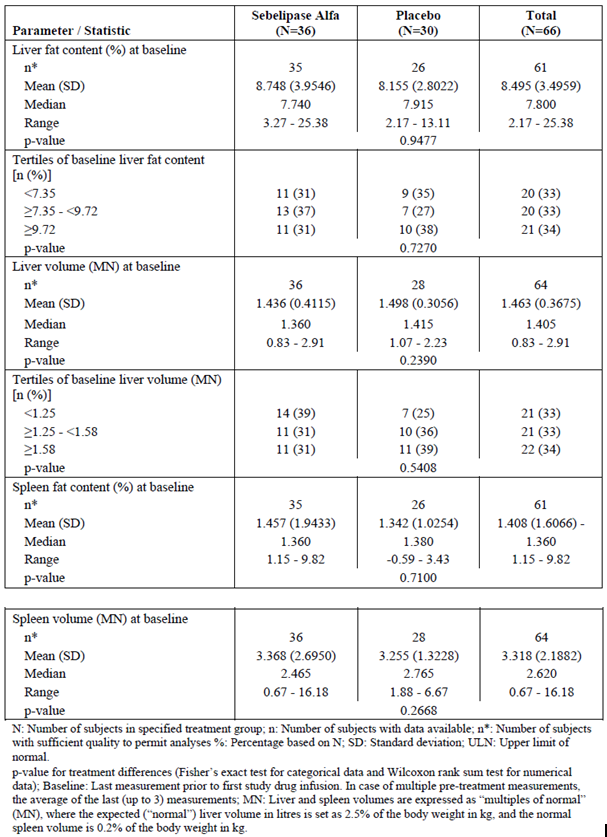 Parameter / Statistic Sebelipase Alfa (N=36) Placebo (N=30) Total (N=66)
Liver fat content (%) at baseline
n* 35 26 61
Mean (SD) 8.748 (3.9546) 8.155 (2.8022) 8.495 (3.4959)
Median 7.740 7.915 7.800
Range 3.27 - 25.38 2.17 - 13.11 2.17 - 25.38
p-value 0.9477
Tertiles of baseline liver fat content
[n (%)]
<7.35 11 (31) 9 (35) 20 (33)
≥7.35 - <9.72 13 (37) 7 (27) 20 (33)
≥9.72 11 (31) 10 (38) 21 (34)
p-value 0.7270
Liver volume (MN) at baseline
n* 36 28 64
Mean (SD) 1.436 (0.4115) 1.498 (0.3056) 1.463 (0.3675)
Median 1.360 1.415 1.405
Range 0.83 - 2.91 1.07 - 2.23 0.83 - 2.91
p-value 0.2390
Tertiles of baseline liver volume (MN)
[n (%)]
<1.25 14 (39) 7 (25) 21 (33)
≥1.25 - <1.58 11 (31) 10 (36) 21 (33)
≥1.58 11 (31) 11 (39) 22 (34)
p-value 0.5408
Spleen fat content (%) at baseline
n* 35 26 61
Mean (SD) 1.457 (1.9433) 1.342 (1.0254) 1.408 (1.6066) -
Median 1.360 1.380 1.360
Range 1.15 - 9.82 -0.59 - 3.43 1.15 - 9.82
p-value 0.7100
Spleen volume (MN) at baseline
n* 36 28 64
Mean (SD) 3.368 (2.6950) 3.255 (1.3228) 3.318 (2.1882)
Median 2.465 2.765 2.620
Range 0.67 - 16.18 1.88 - 6.67 0.67 - 16.18
p-value 0.2668
N: Number of subjects in specified treatment group; n: Number of subjects with data available; n*: Number of subjects
with sufficient quality to permit analyses %: Percentage based on N; SD: Standard deviation; ULN: Upper limit of
normal.
p-value for treatment differences (Fisher's exact test for categorical data and Wilcoxon rank sum test for numerical
data); Baseline: Last measurement prior to first study drug infusion. In case of multiple pre-treatment measurements,
the average of the last (up to 3) measurements; MN: Liver and spleen volumes are expressed as “multiples of normal”
(MN), where the expected (“normal”) liver volume in litres is set as 2.5% of the body weight in kg, and the normal
spleen volume is 0.2% of the body weight in kg.